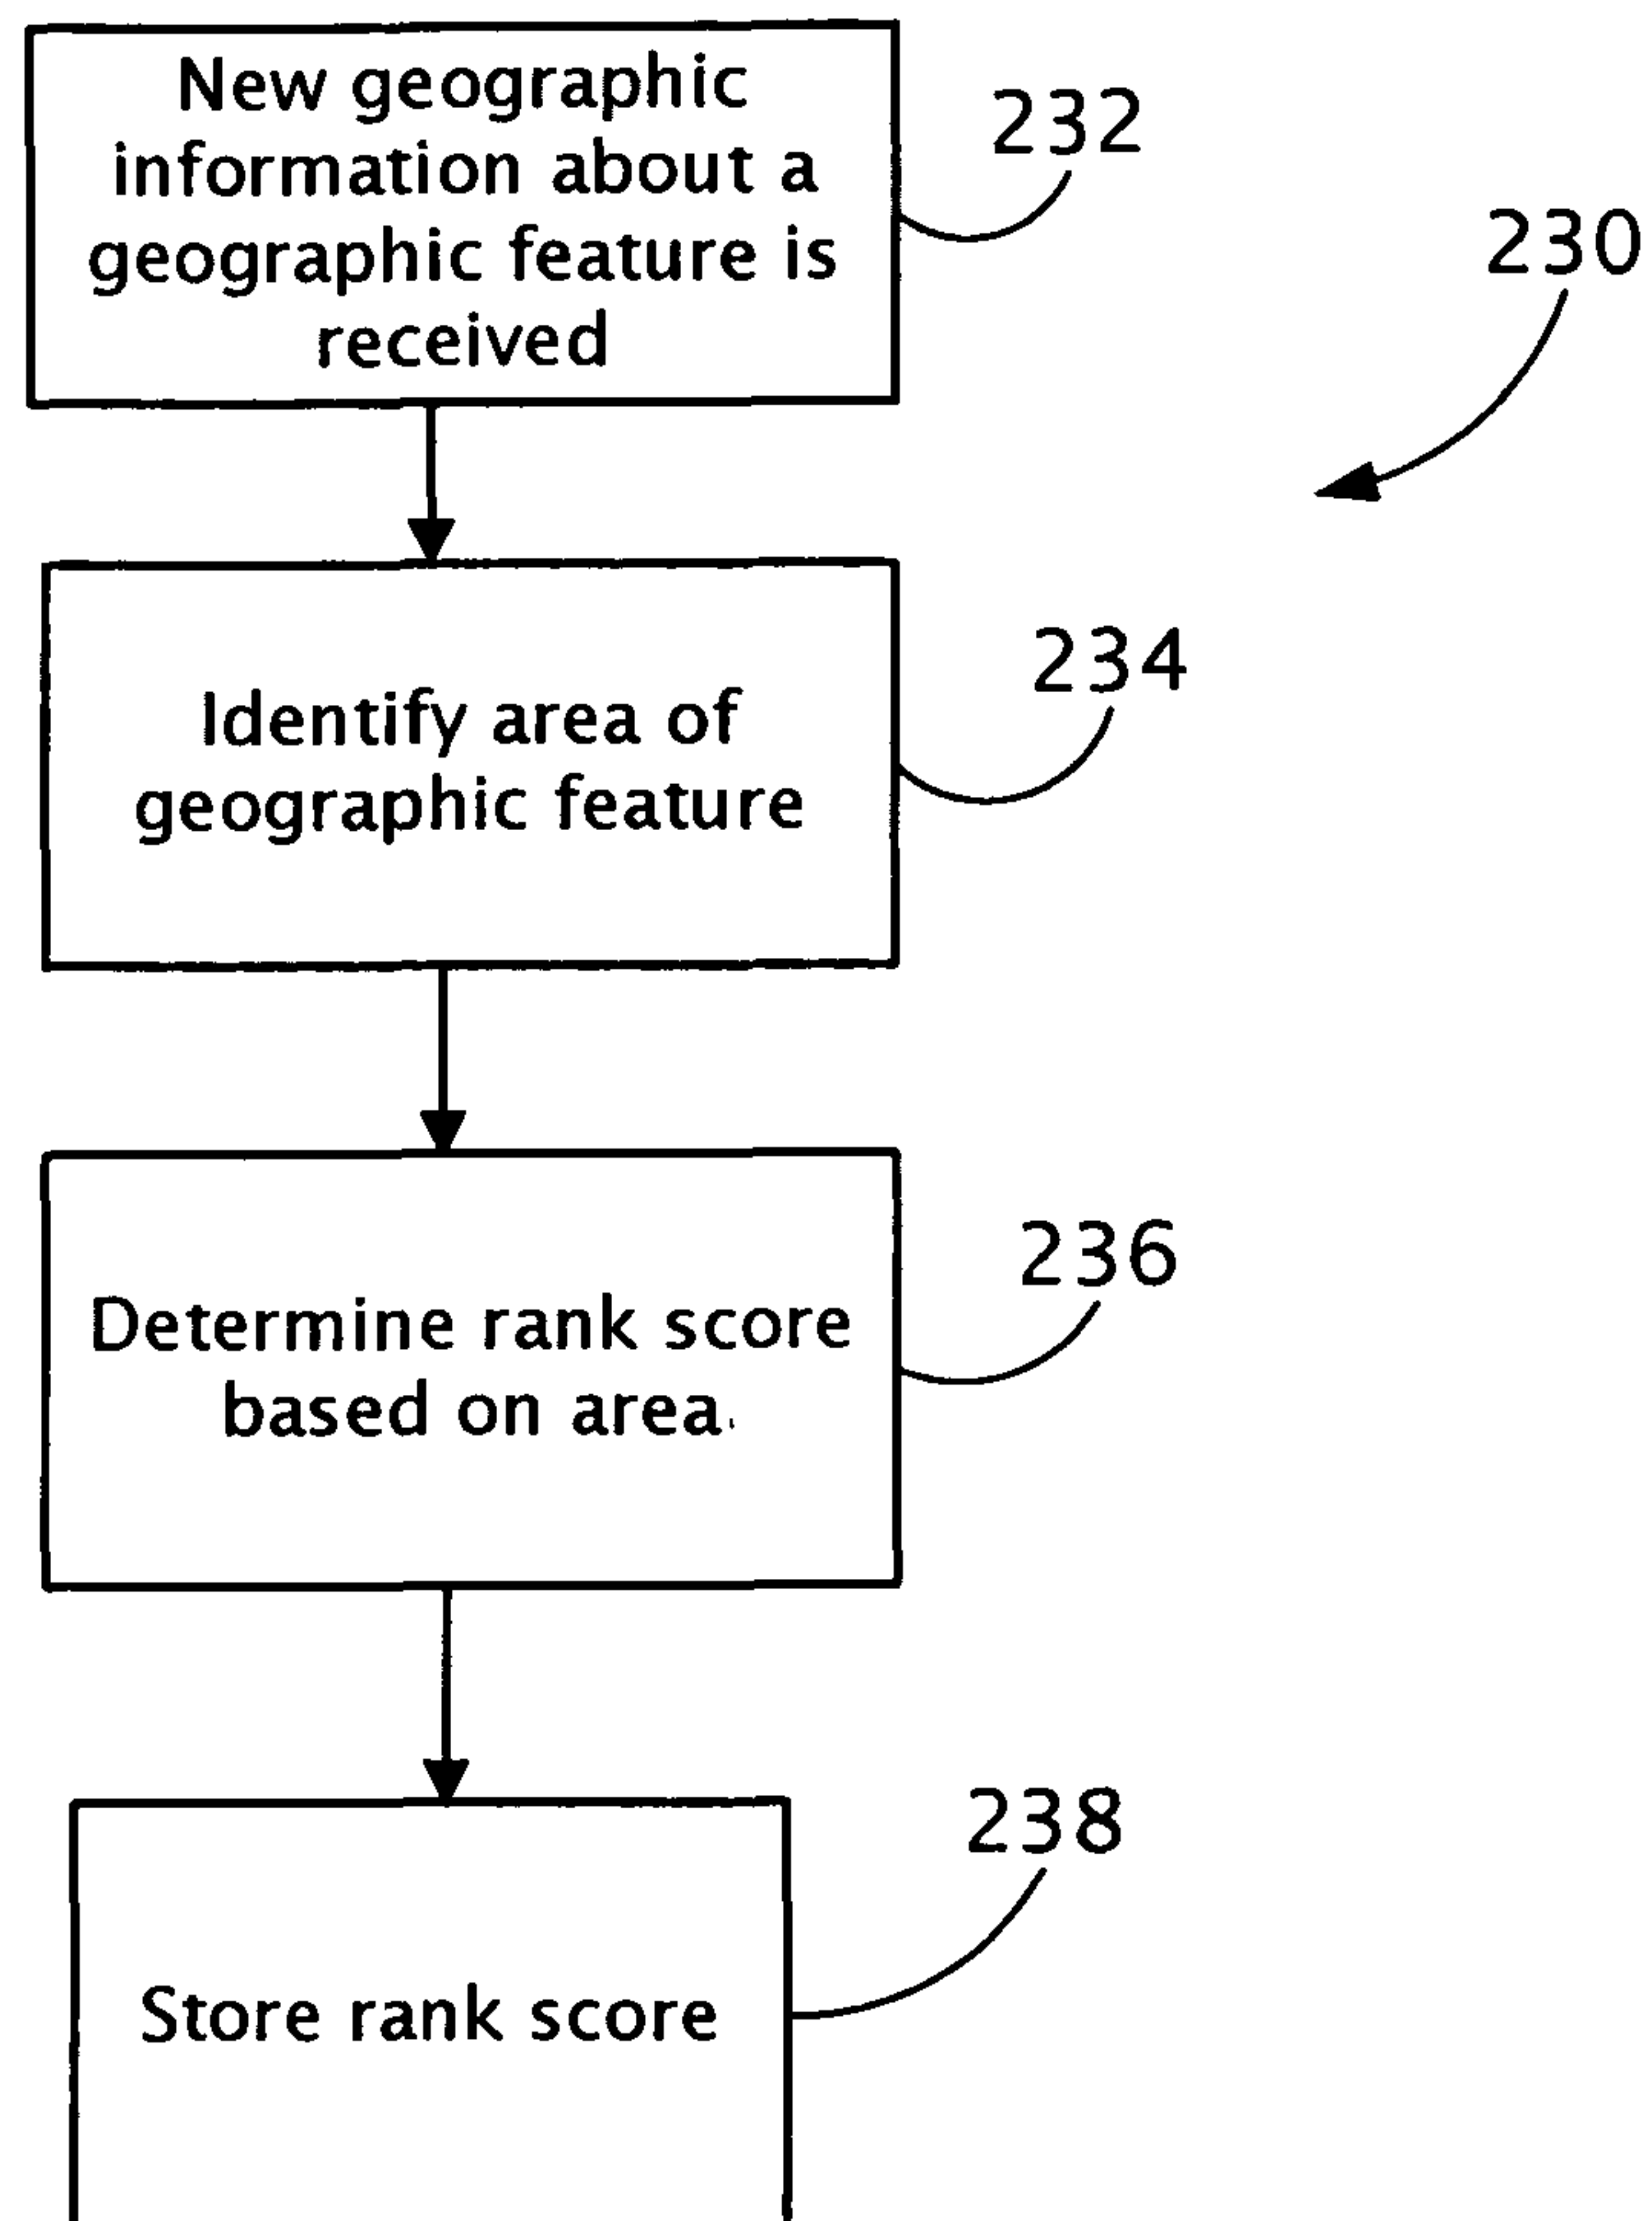 New geographic
information about a
geographic feature is
received
232
230
Identify area of
geographic feature
234
Determine rank score
based on area.
236
Store rank score
238